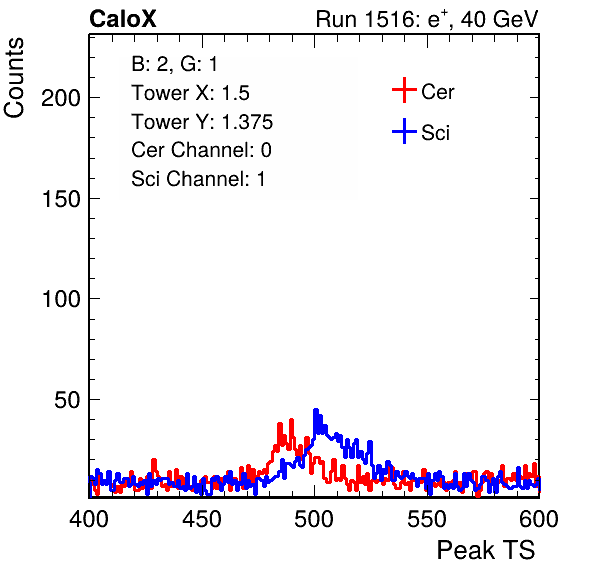 CaloX
Run 1516: e+, 40 GeV
Counts
B: 2, G: 1
Tower X: 1.5
Tower Y: 1.375
Cer Channel: 0
Sci Channel: 1
Cer
Sci
200
150
100
50
400
450
500
550
600
Peak TS